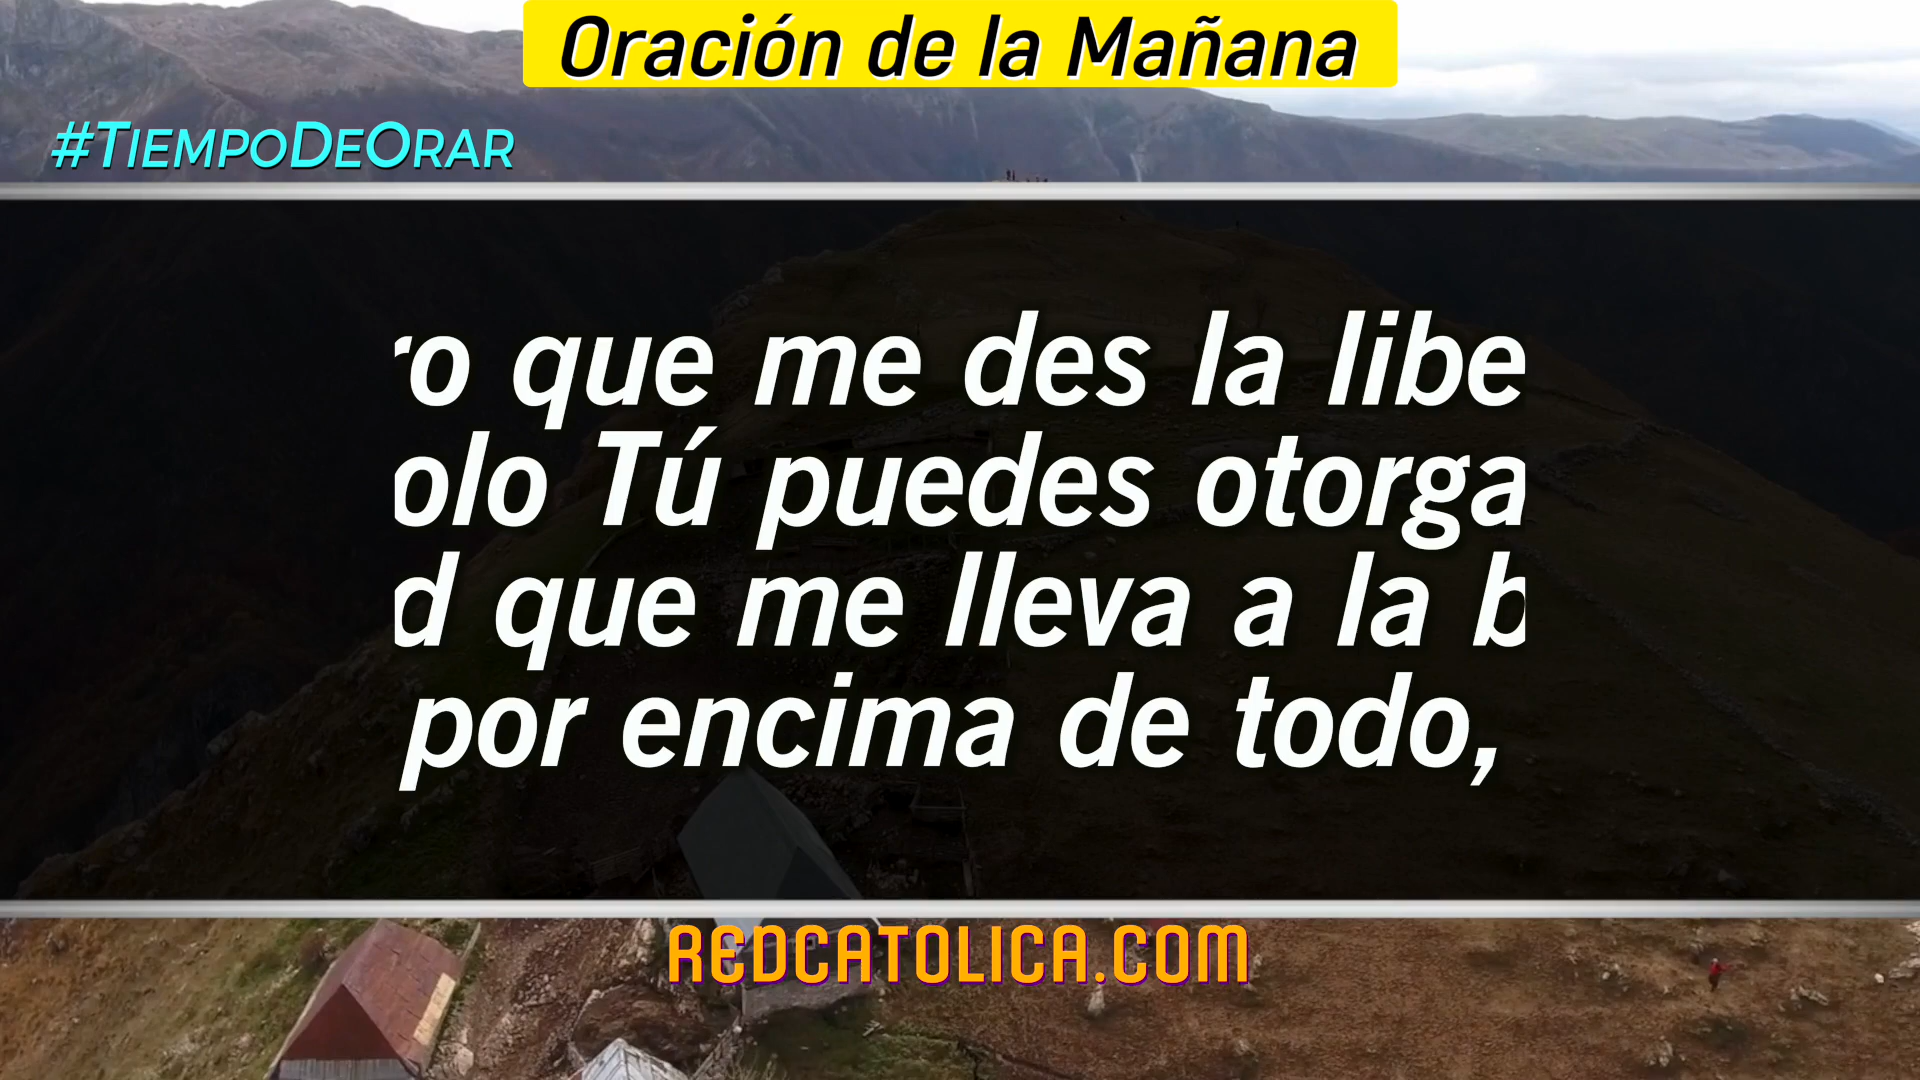 Oración de la Mañana
#TiempoDeOrar
ro que me des la libe
olo Tú puedes otorga
d que me lleva a la b
por encima de todo,
REDCATOLICA.COM